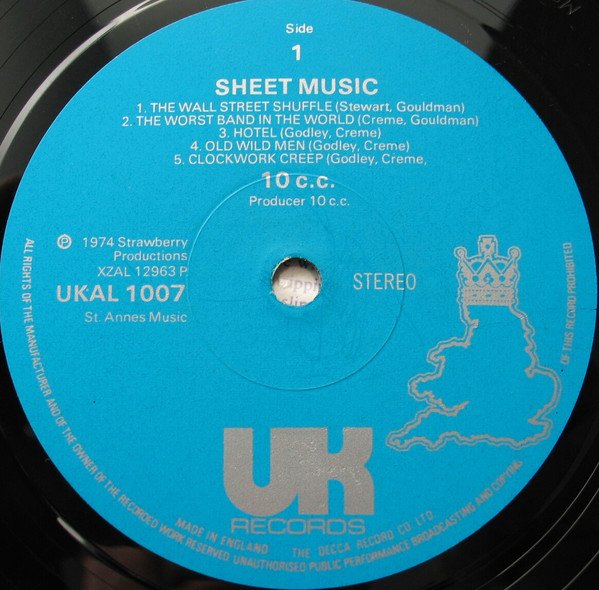 Side
1
SHEET MUSIC
1. THE WALL STREET SHUFFLE (Stewart, Gouldman)
2. THE WORST BAND IN THE WORLD (Creme, Gouldman)
3. HOTEL (Godley, Creme)
4. OLD WILD MEN (Godley, Creme)
5. CLOCKWORK CREEP (Godley, Creme,
10 c.c.
Producer 10 c.c.
℗ 1974 Strawberry
Productions
XZAL 12963 P
UKAL 1007
St. Annes Music
STEREO
UK
RECORDS
MADE IN ENGLAND THE DECCA RECORD CO. LTD.
ALL RIGHTS OF THE MANUFACTURER AND OF THE OWNER OF THE RECORDED WORK RESERVED UNAUTHORISED PUBLIC PERFORMANCE BROADCASTING AND COPYING OF THIS RECORD PROHIBITED